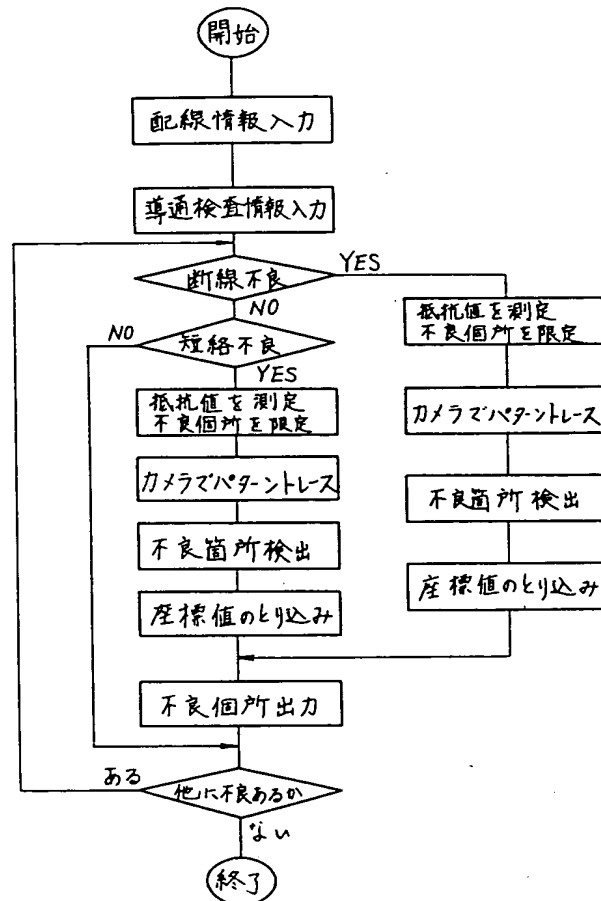 開始
配線情報入力
導通検査情報入力
断線不良
YES
NO
抵抗値を測定
不良個所を限定
NO
短絡不良
YES
抵抗値を測定
不良個所を限定
カメラでパターントレース
カメラでパターントレース
不良箇所検出
不良箇所検出
座標値のとり込み
座標値のとり込み
不良個所出力
ある
他に不良あるか
ない
終了